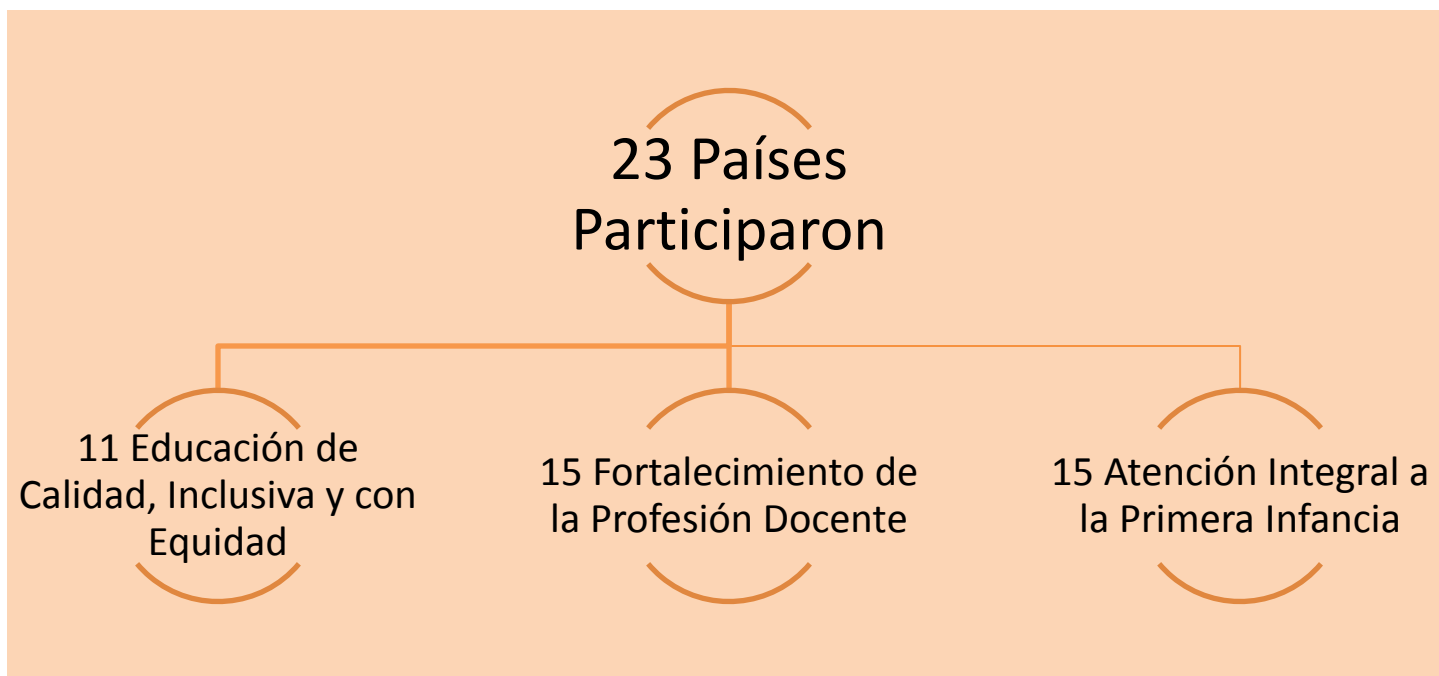 23 Países
Participaron
11 Educación de
Calidad, Inclusiva y con
Equidad
15 Fortalecimiento de
la Profesión Docente
15 Atención Integral a
la Primera Infancia